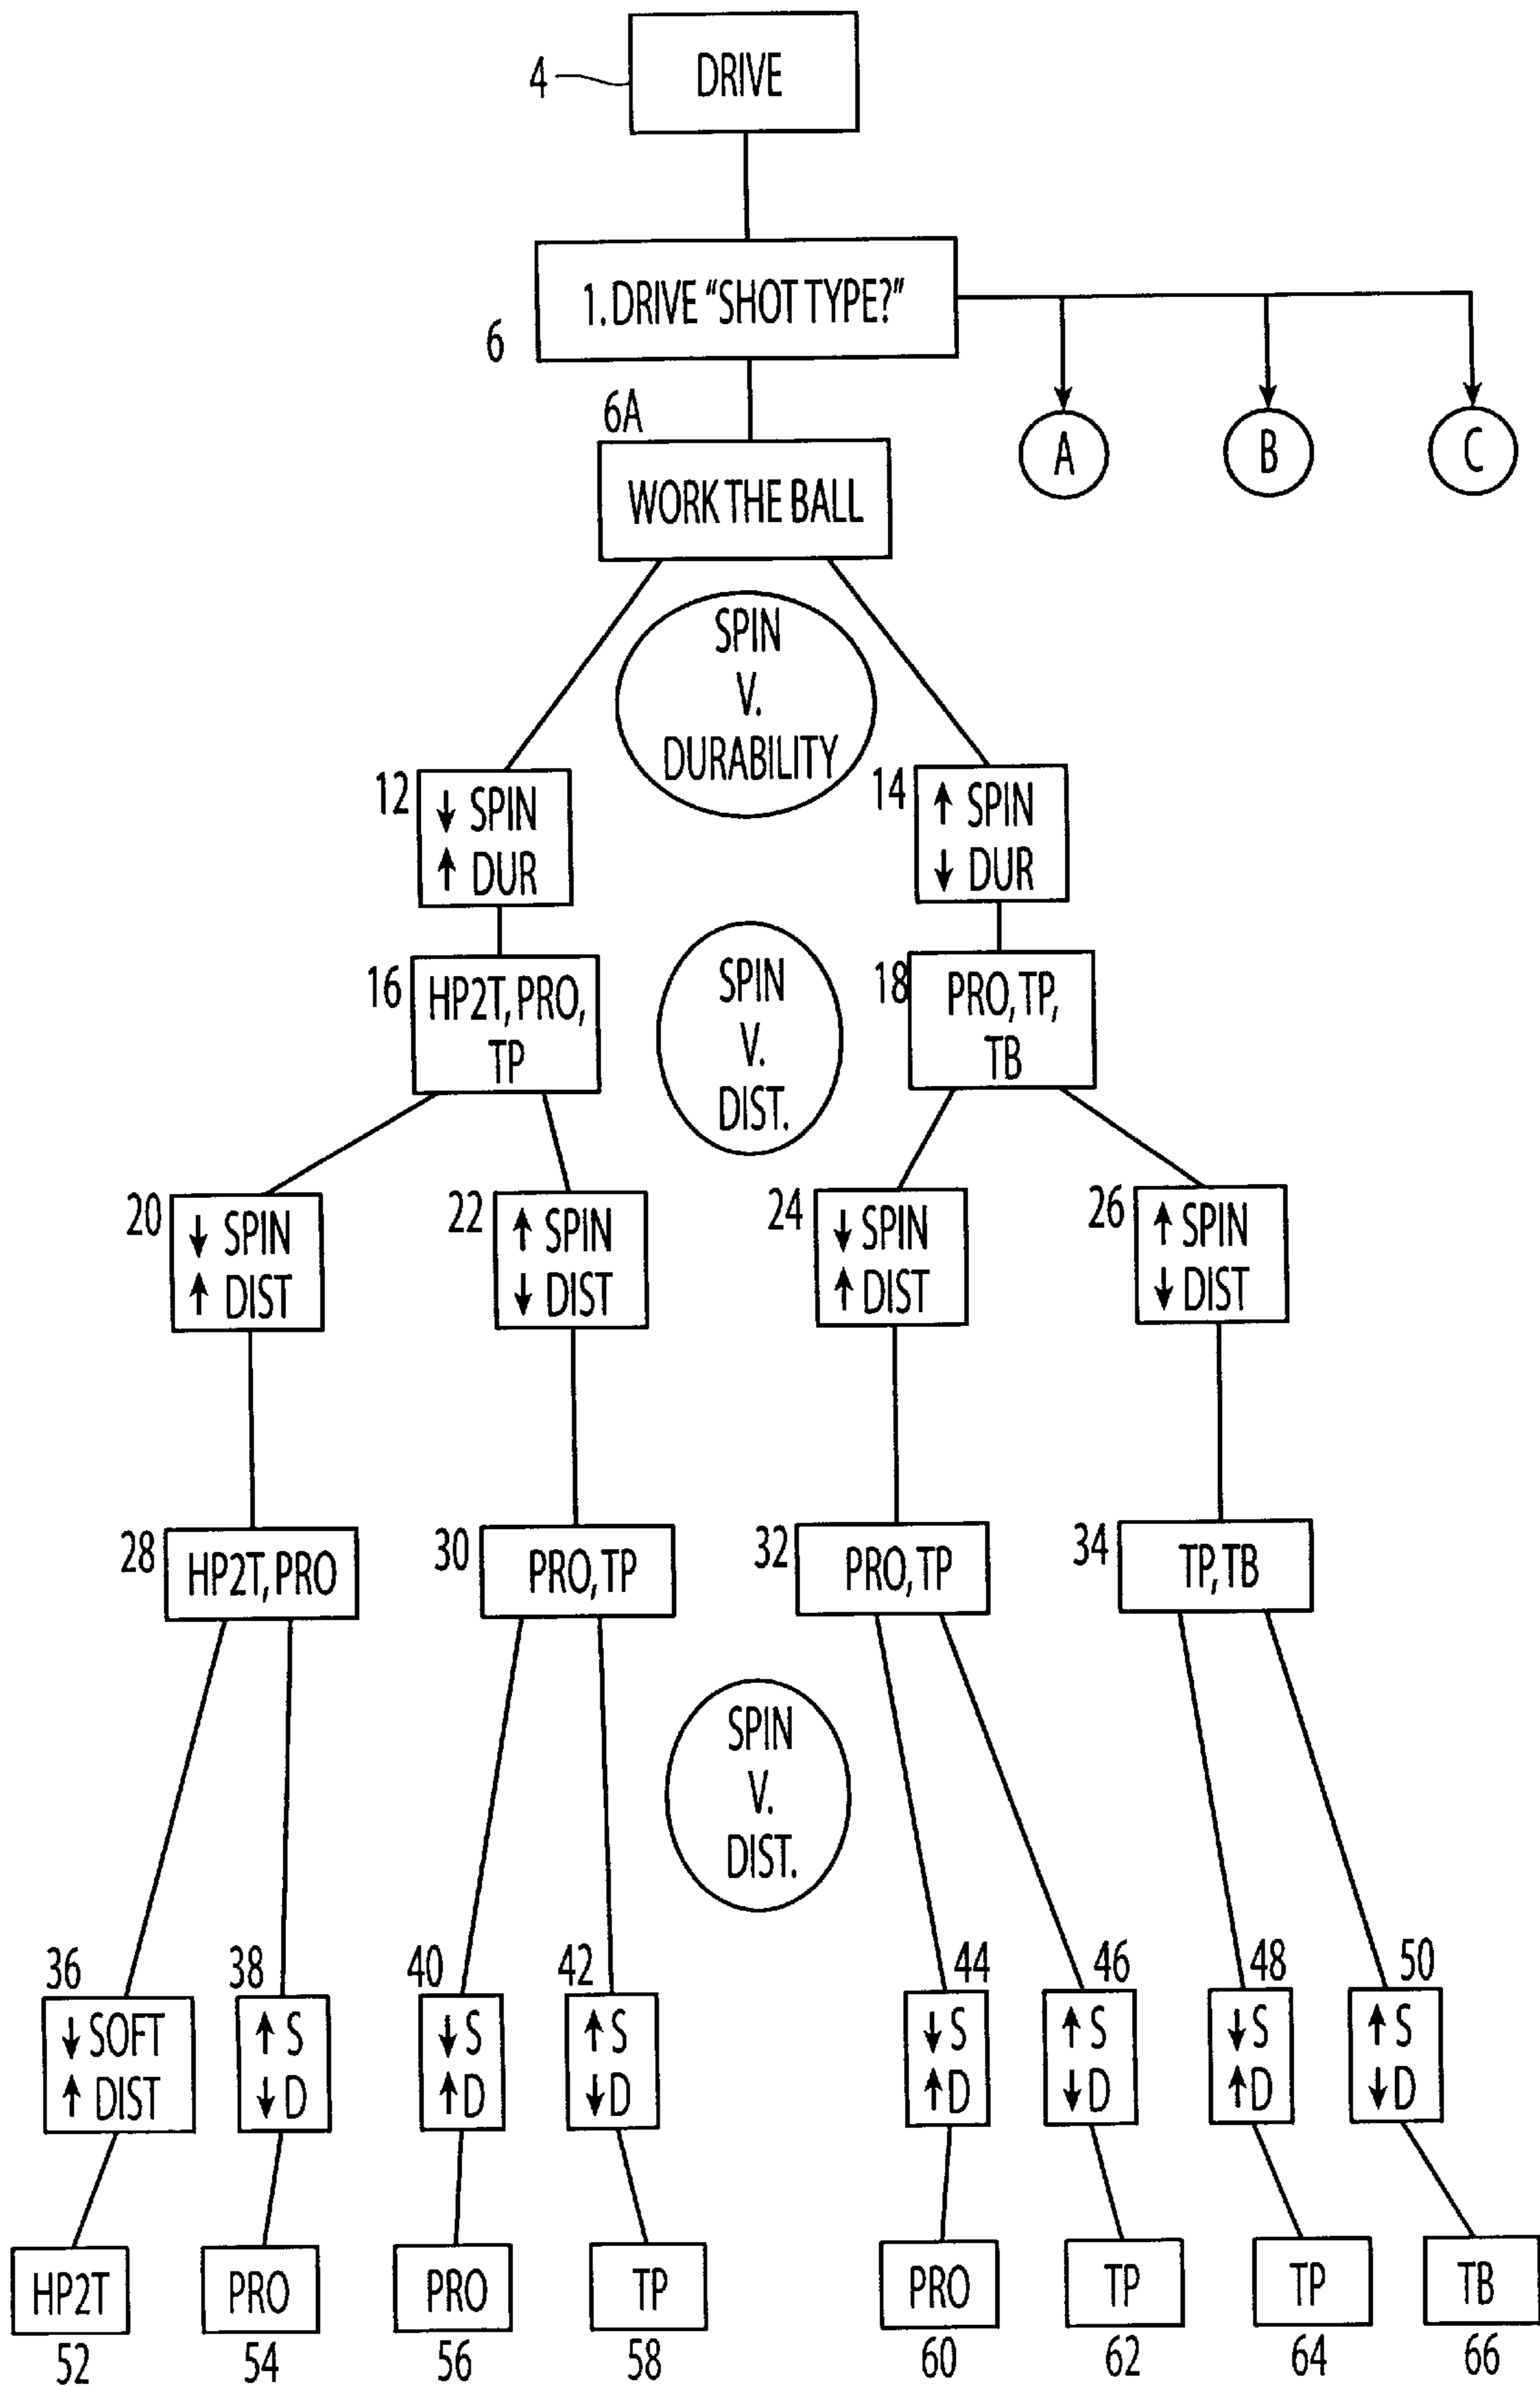 4
DRIVE
1. DRIVE “SHOT TYPE?”
6
6A
A
B
C
WORK THE BALL
SPIN
V.
DURABILITY
12
↓ SPIN
↑ DUR
14
↑ SPIN
↓ DUR
16
HP2T, PRO,
TP
SPIN
V.
DIST.
18
PRO, TP,
TB
20
↓ SPIN
↑ DIST
22
↑ SPIN
↓ DIST
24
↓ SPIN
↑ DIST
26
↑ SPIN
↓ DIST
28
HP2T, PRO
30
PRO, TP
32
PRO, TP
34
TP, TB
SPIN
V.
DIST.
36
↓ SOFT
↑ DIST
38
↑ S
↓ D
40
↓ S
↑ D
42
↑ S
↓ D
44
↓ S
↑ D
46
↑ S
↓ D
48
↓ S
↑ D
50
↑ S
↓ D
HP2T
52
PRO
54
PRO
56
TP
58
PRO
60
TP
62
TP
64
TB
66